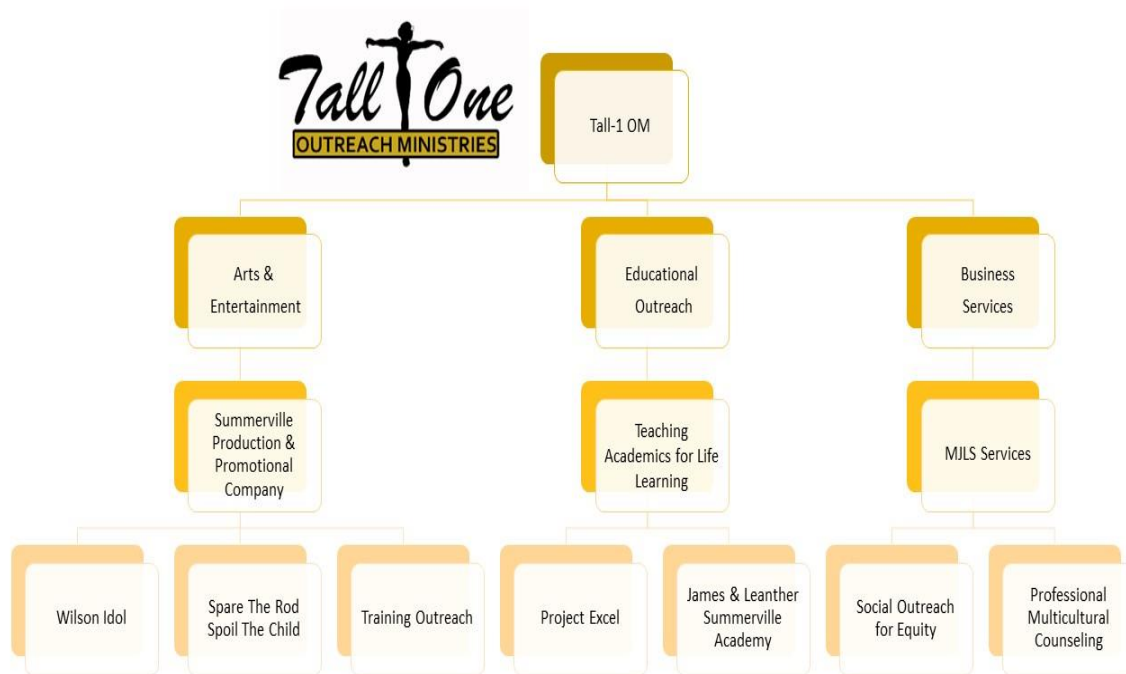 Tall One
OUTREACH MINISTRIES
Tall-1 OM
Arts &
Entertainment
Educational
Outreach
Business
Services
Summerville
Production &
Promotional
Company
Teaching
Academics for Life
Learning
MJLS Services
Wilson Idol
Spare The Rod
Spoil The Child
Training Outreach
Project Excel
James & Leanther
Summerville
Academy
Social Outreach
for Equity
Professional
Multicultural
Counseling